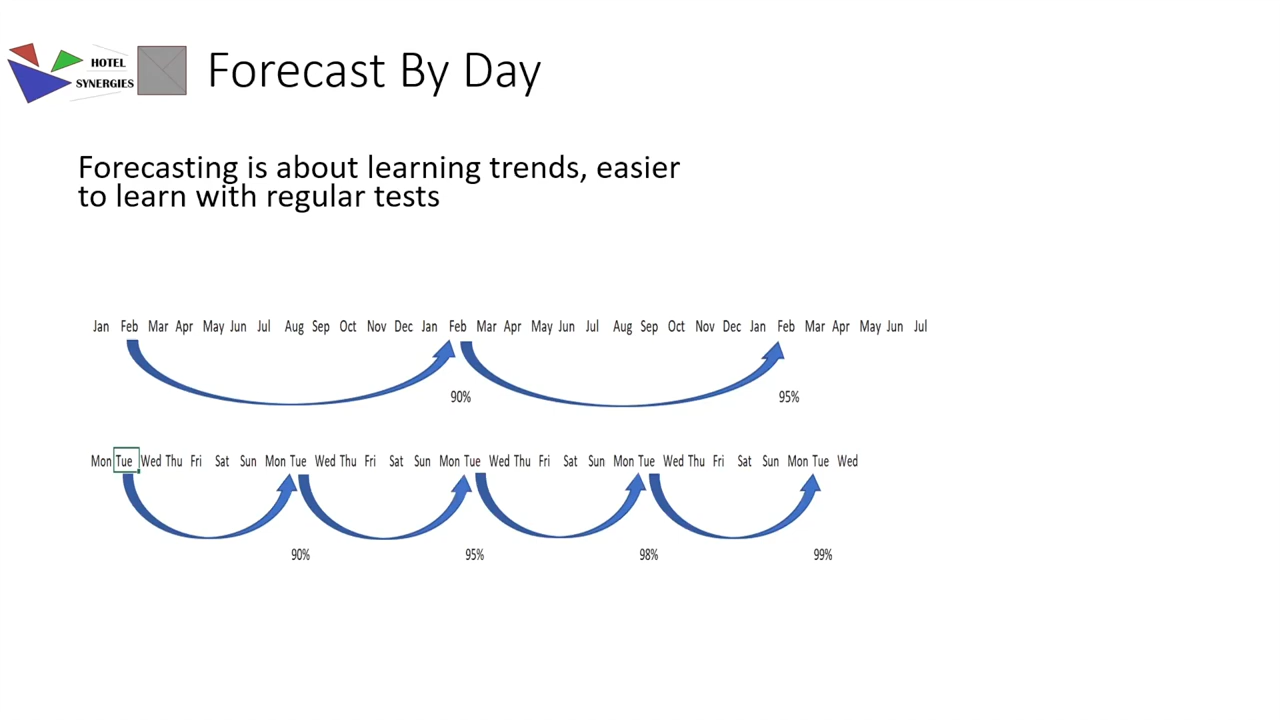 HOTEL
SYNERGIES
Forecast By Day
Forecasting is about learning trends, easier
to learn with regular tests
Jan Feb Mar Apr May Jun Jul Aug Sep Oct Nov Dec Jan Feb Mar Apr May Jun Jul Aug Sep Oct Nov Dec Jan Feb Mar Apr May Jun Jul
90% 95%
Mon Tue Wed Thu Fri Sat Sun Mon Tue Wed Thu Fri Sat Sun Mon Tue Wed Thu Fri Sat Sun Mon Tue Wed Thu Fri Sat Sun Mon Tue Wed
90% 95% 98% 99%